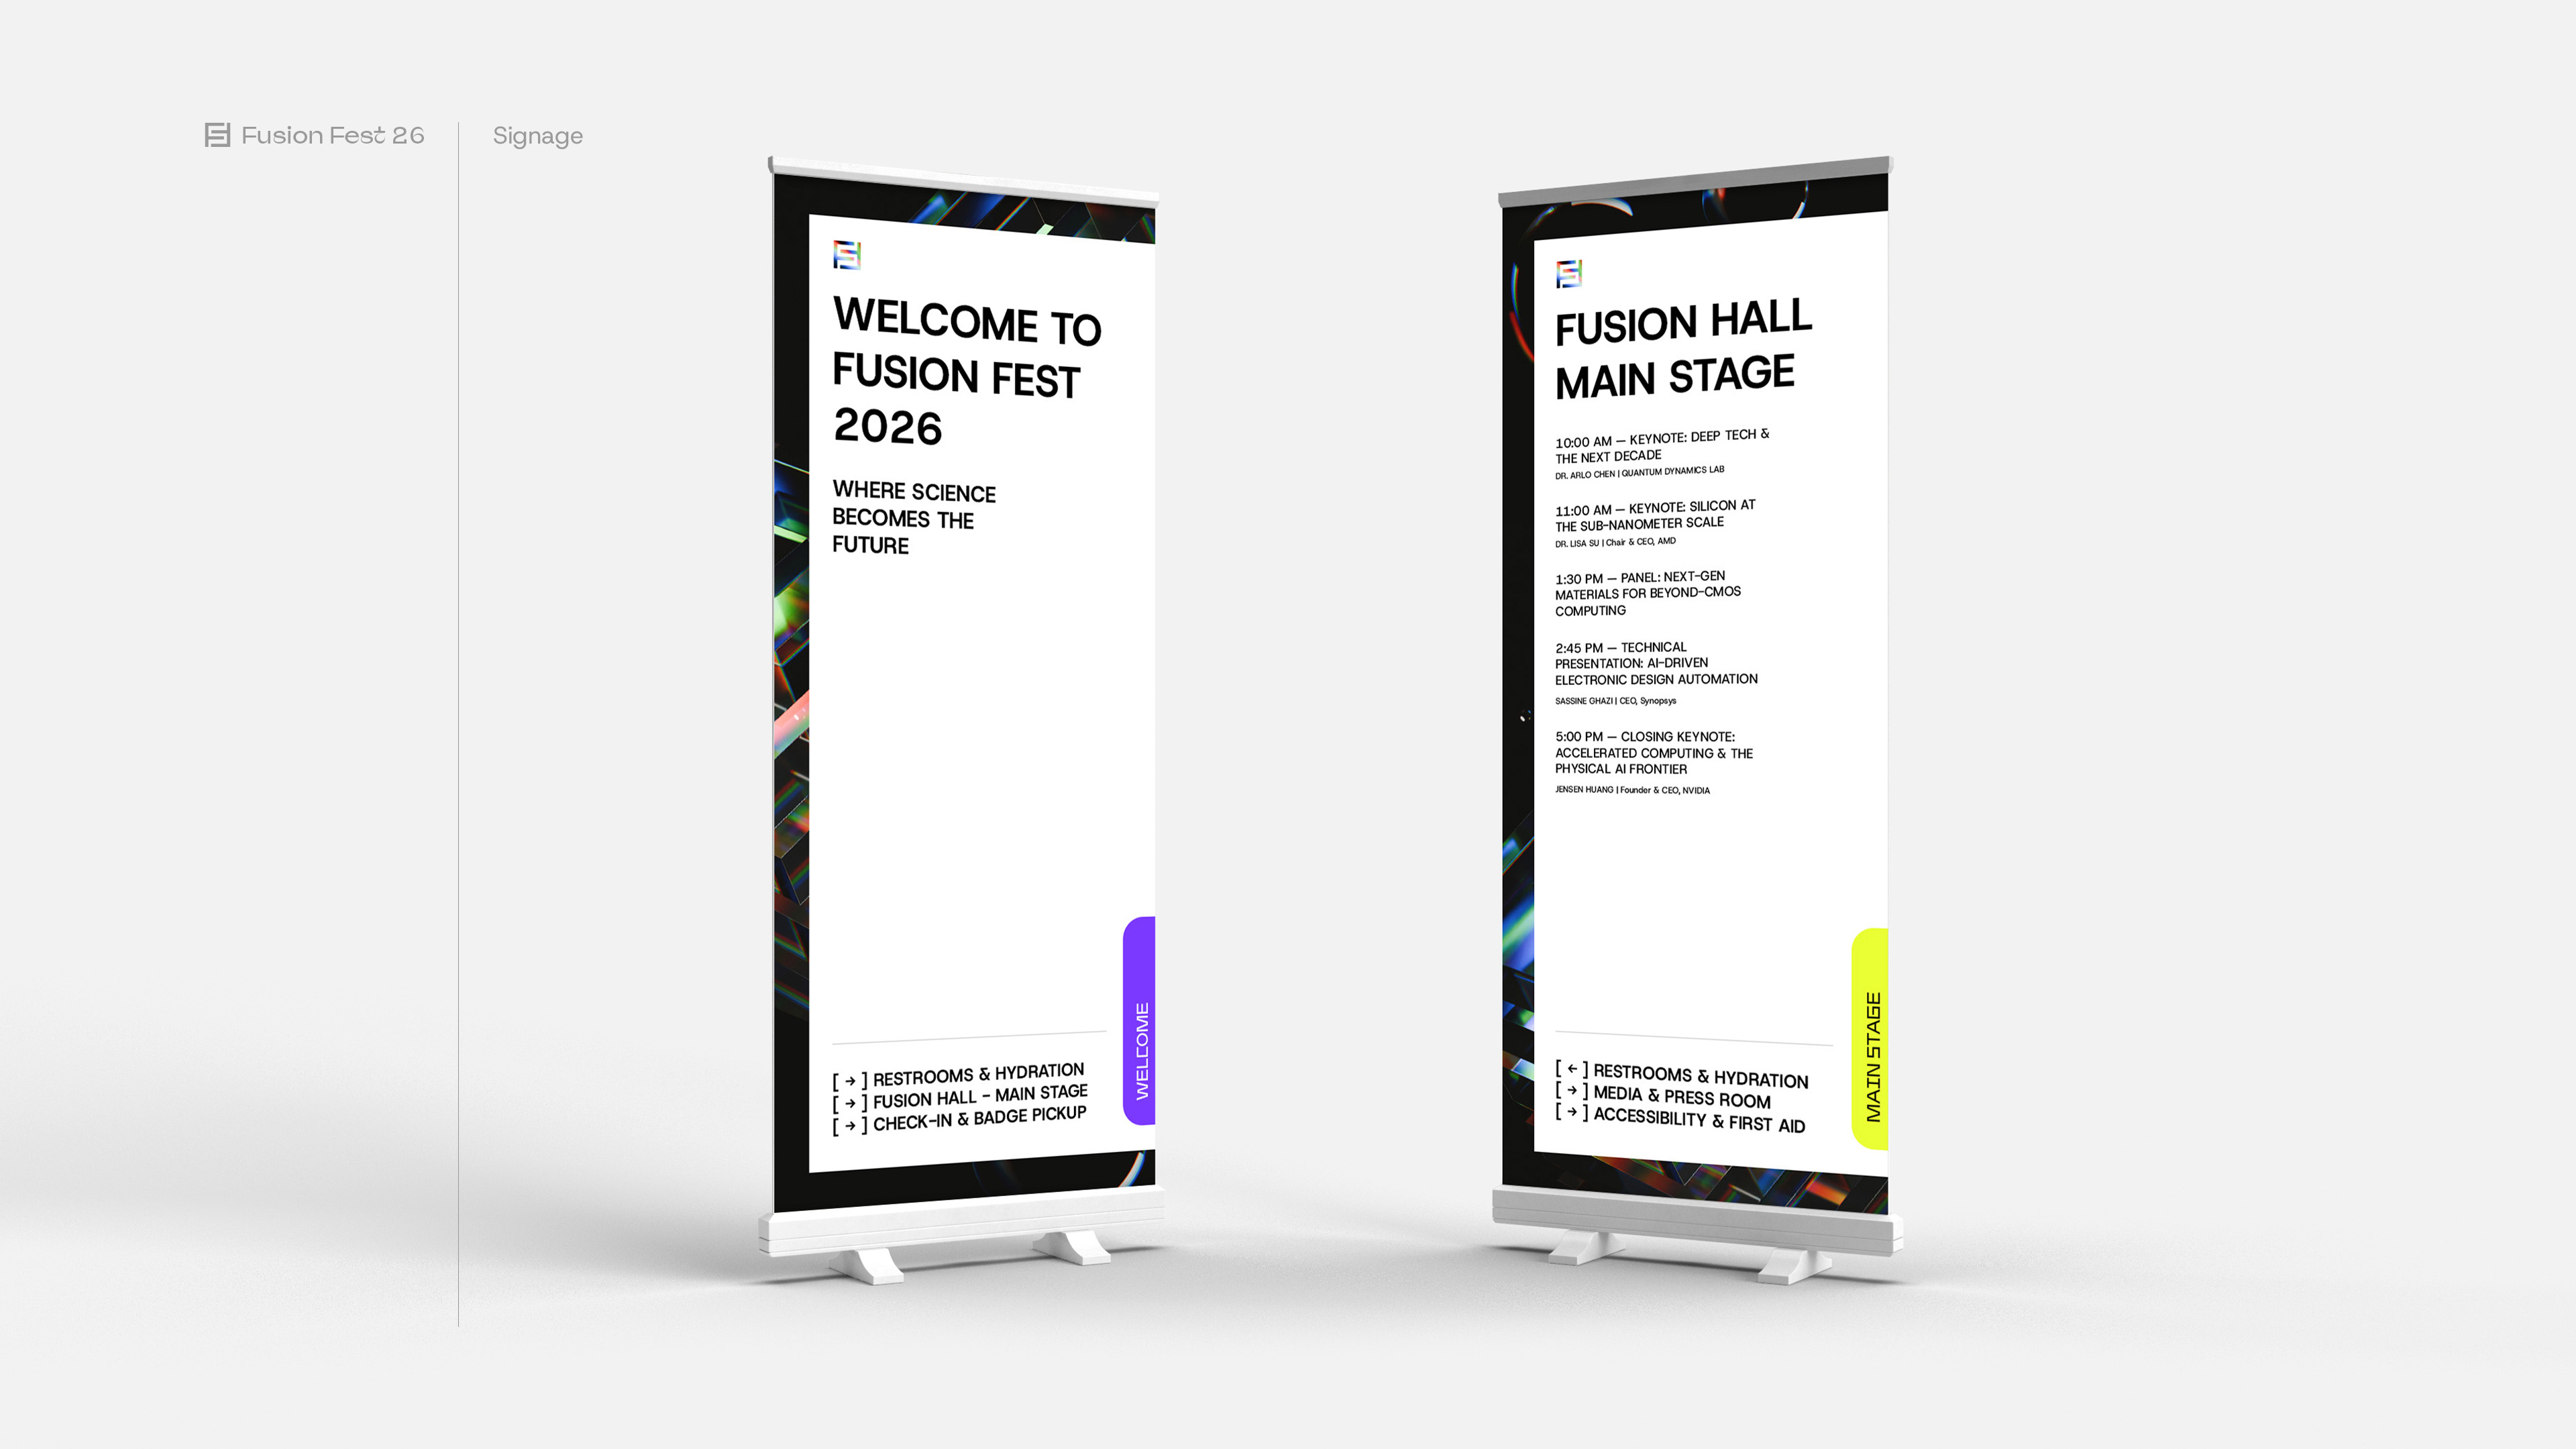 Fusion Fest 26
Signage
WELCOME TO
FUSION FEST
2026
WHERE SCIENCE
BECOMES THE
FUTURE
[ → ] RESTROOMS & HYDRATION
[ → ] FUSION HALL - MAIN STAGE
[ → ] CHECK-IN & BADGE PICKUP
WELCOME
FUSION HALL
MAIN STAGE
10:00 AM — KEYNOTE: DEEP TECH &
THE NEXT DECADE
DR. ARLO CHEN | QUANTUM DYNAMICS LAB
11:00 AM — KEYNOTE: SILICON AT
THE SUB-NANOMETER SCALE
DR. LISA SU | Chair & CEO, AMD
1:30 PM — PANEL: NEXT-GEN
MATERIALS FOR BEYOND-CMOS
COMPUTING
2:45 PM — TECHNICAL
PRESENTATION: AI-DRIVEN
ELECTRONIC DESIGN AUTOMATION
SASSINE GHAZI | CEO, Synopsys
5:00 PM — CLOSING KEYNOTE:
ACCELERATED COMPUTING & THE
PHYSICAL AI FRONTIER
JENSEN HUANG | Founder & CEO, NVIDIA
[ ← ] RESTROOMS & HYDRATION
[ → ] MEDIA & PRESS ROOM
[ → ] ACCESSIBILITY & FIRST AID
MAIN STAGE